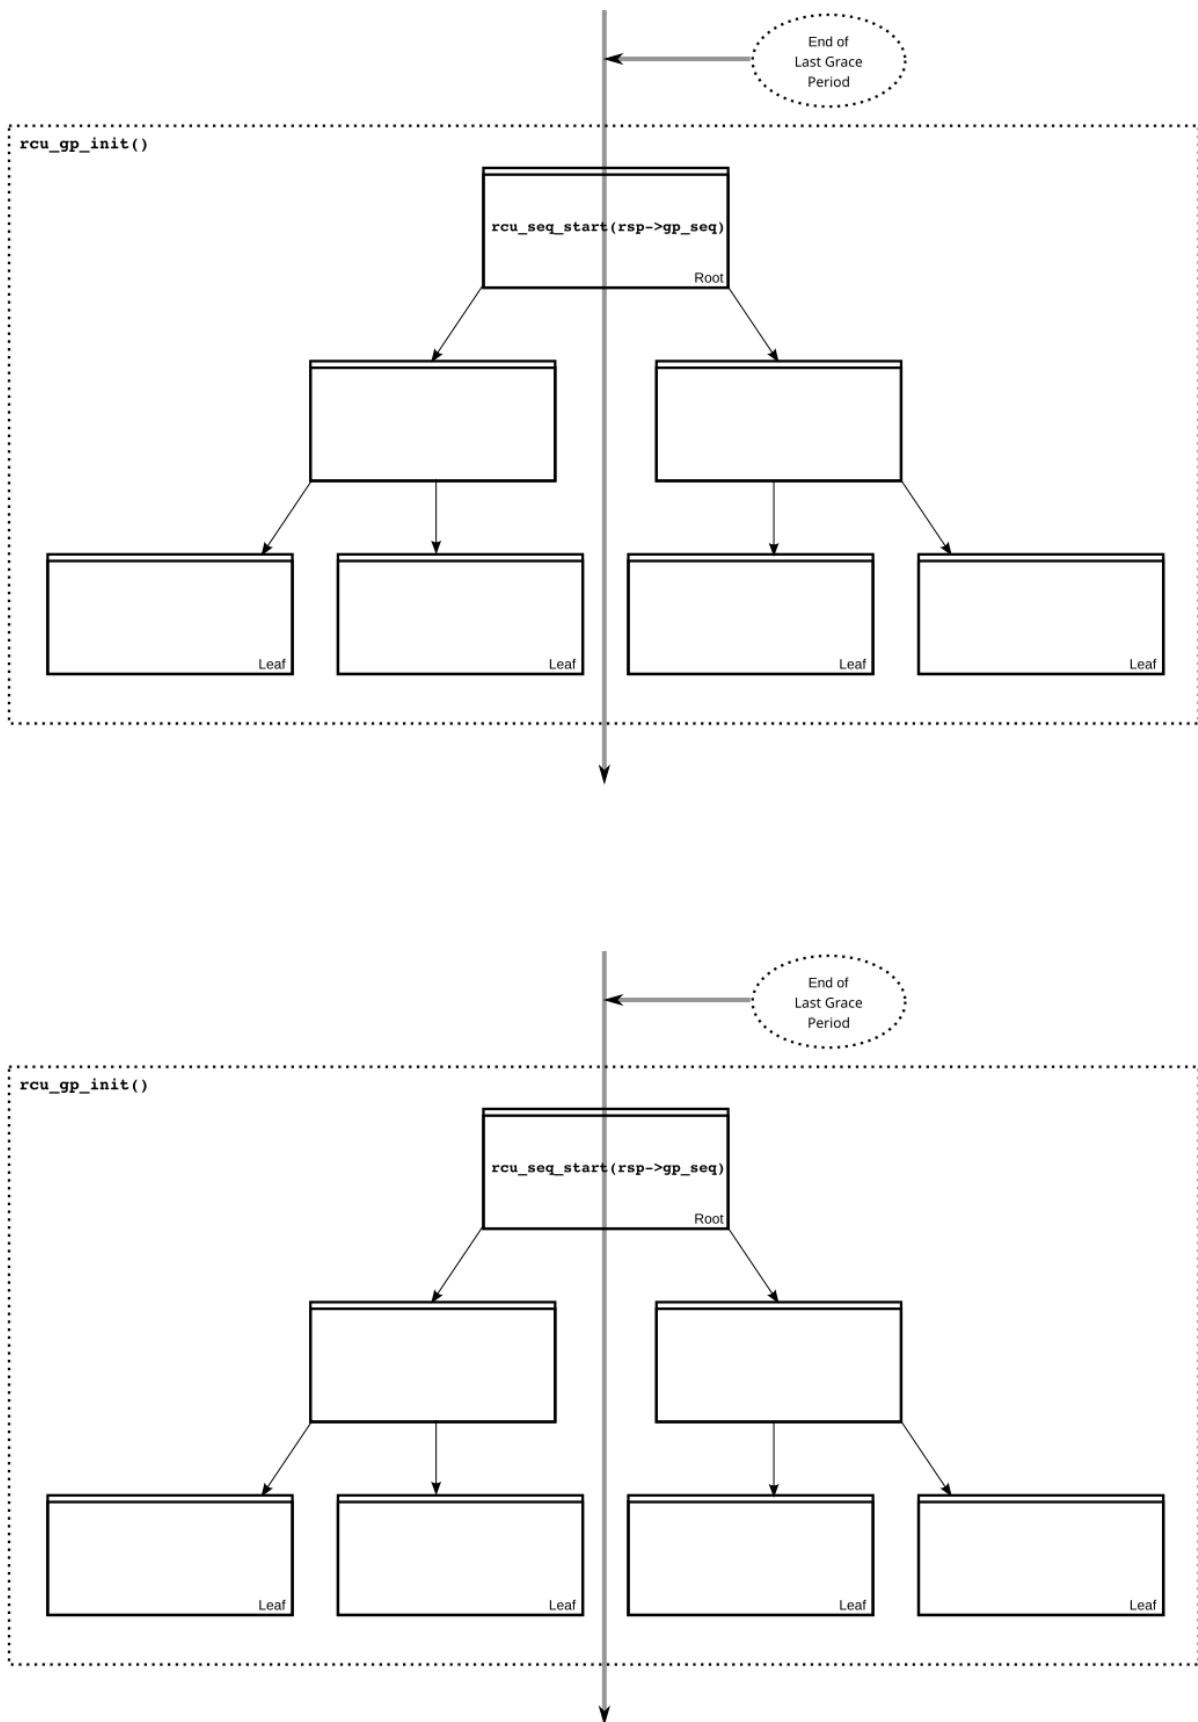 End of
Last Grace
Period
rcu_gp_init()
rcu_seq_start(rsp->gp_seq)
Root
Leaf
Leaf
Leaf
Leaf
End of
Last Grace
Period
rcu_gp_init()
rcu_seq_start(rsp->gp_seq)
Root
Leaf
Leaf
Leaf
Leaf